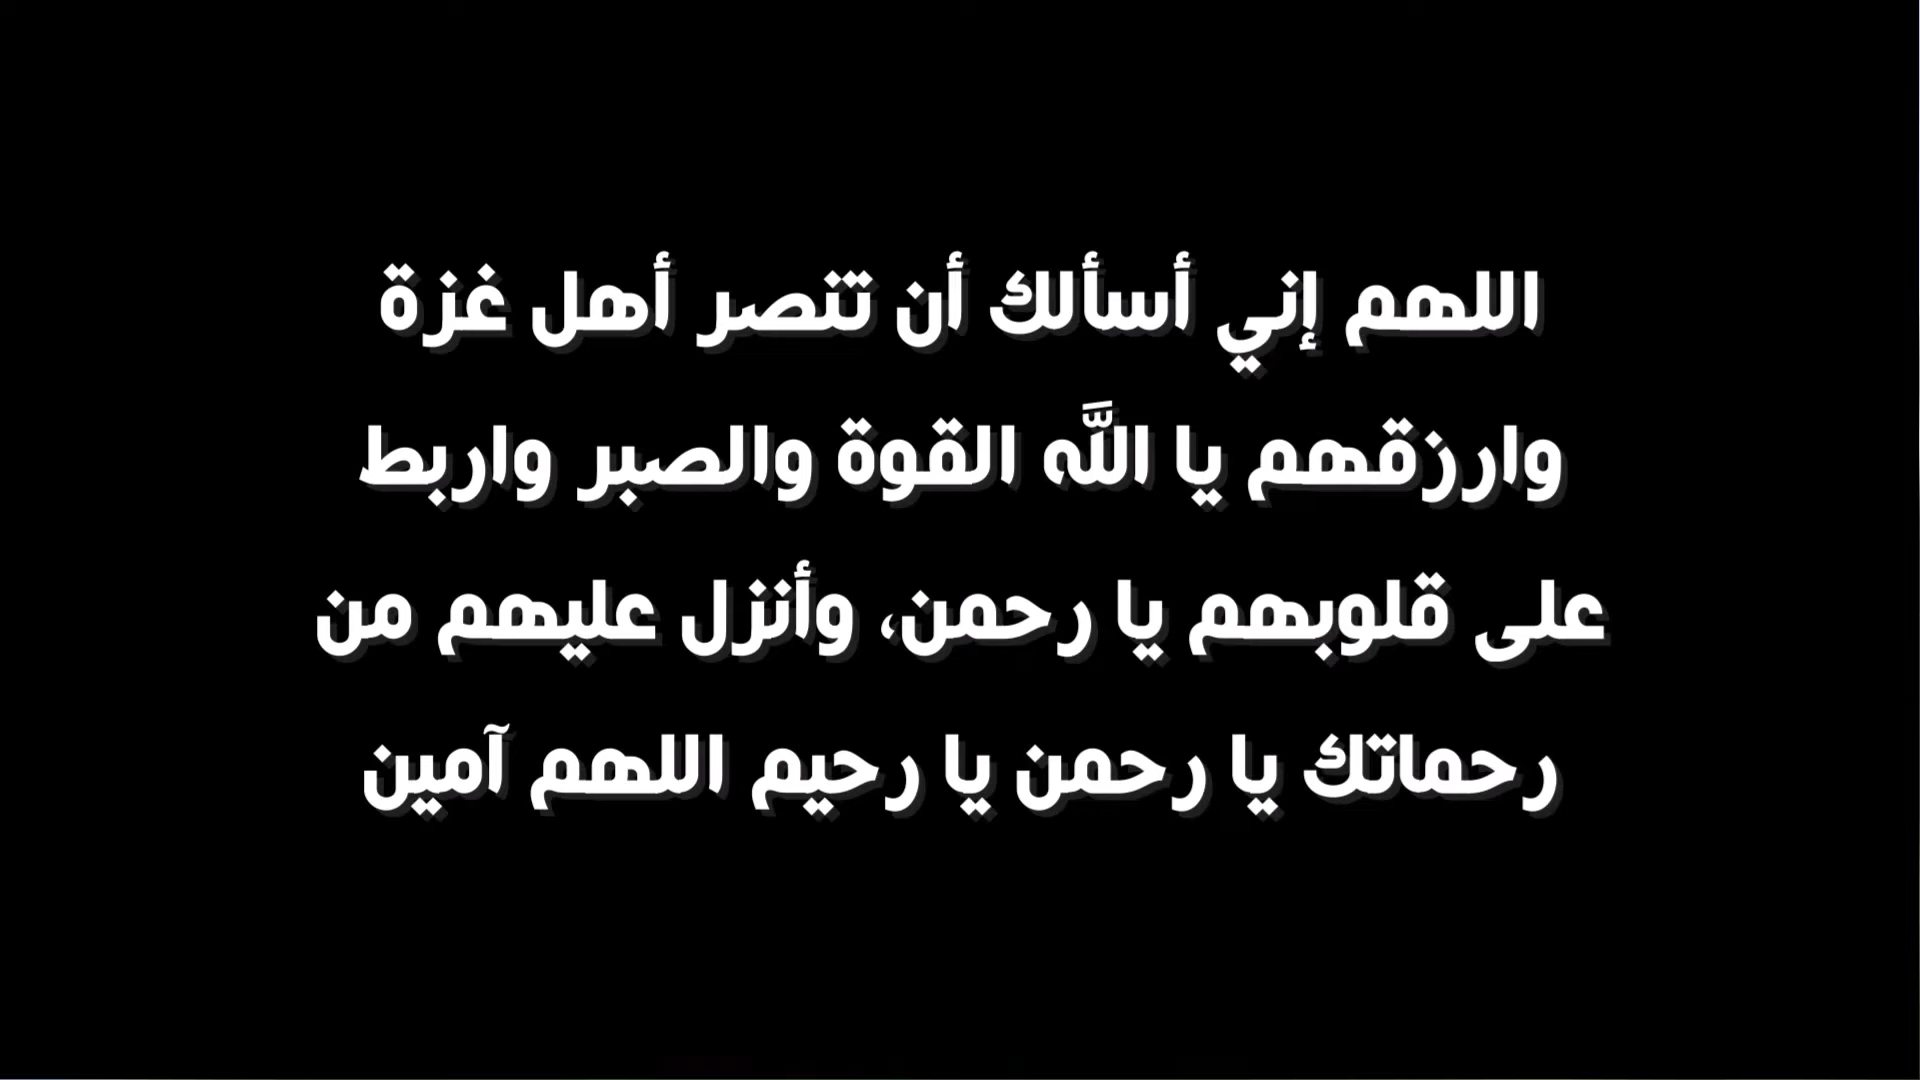 اللهم إني أسألك أن تنصر أهل غزة
وارزقهم يا اللَّه القوة والصبر واربط
على قلوبهم يا رحمن، وأنزل عليهم من
رحماتك يا رحمن يا رحيم اللهم آمين